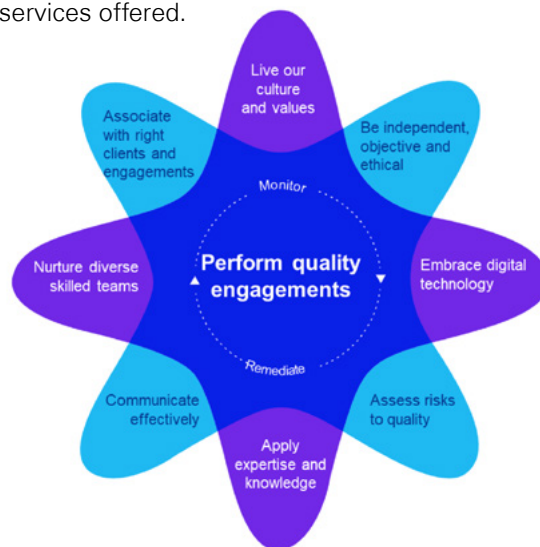 services offered.
Live our
culture
and values
Associate
with right
clients and
engagements
Be independent,
objective and
ethical
Monitor
Nurture diverse
skilled teams
Perform quality
engagements
Embrace digital
technology
Remediate
Communicate
effectively
Assess risks
to quality
Apply
expertise and
knowledge